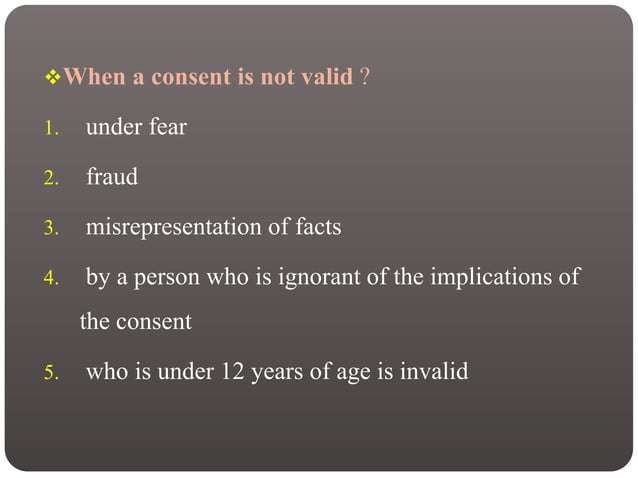 ❖When a consent is not valid ?
1. under fear
2. fraud
3. misrepresentation of facts
4. by a person who is ignorant of the implications of
the consent
5. who is under 12 years of age is invalid